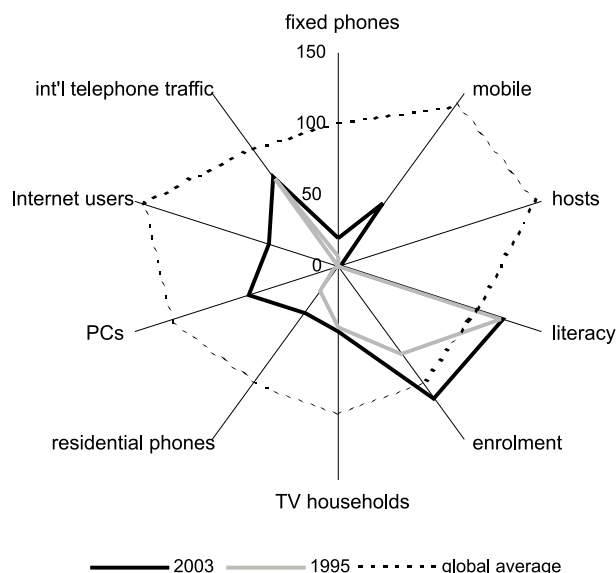 fixed phones
150
int'l telephone traffic
mobile
100
Internet users
50
hosts
0
PCs
literacy
residential phones
enrolment
TV households
2003 1995 global average